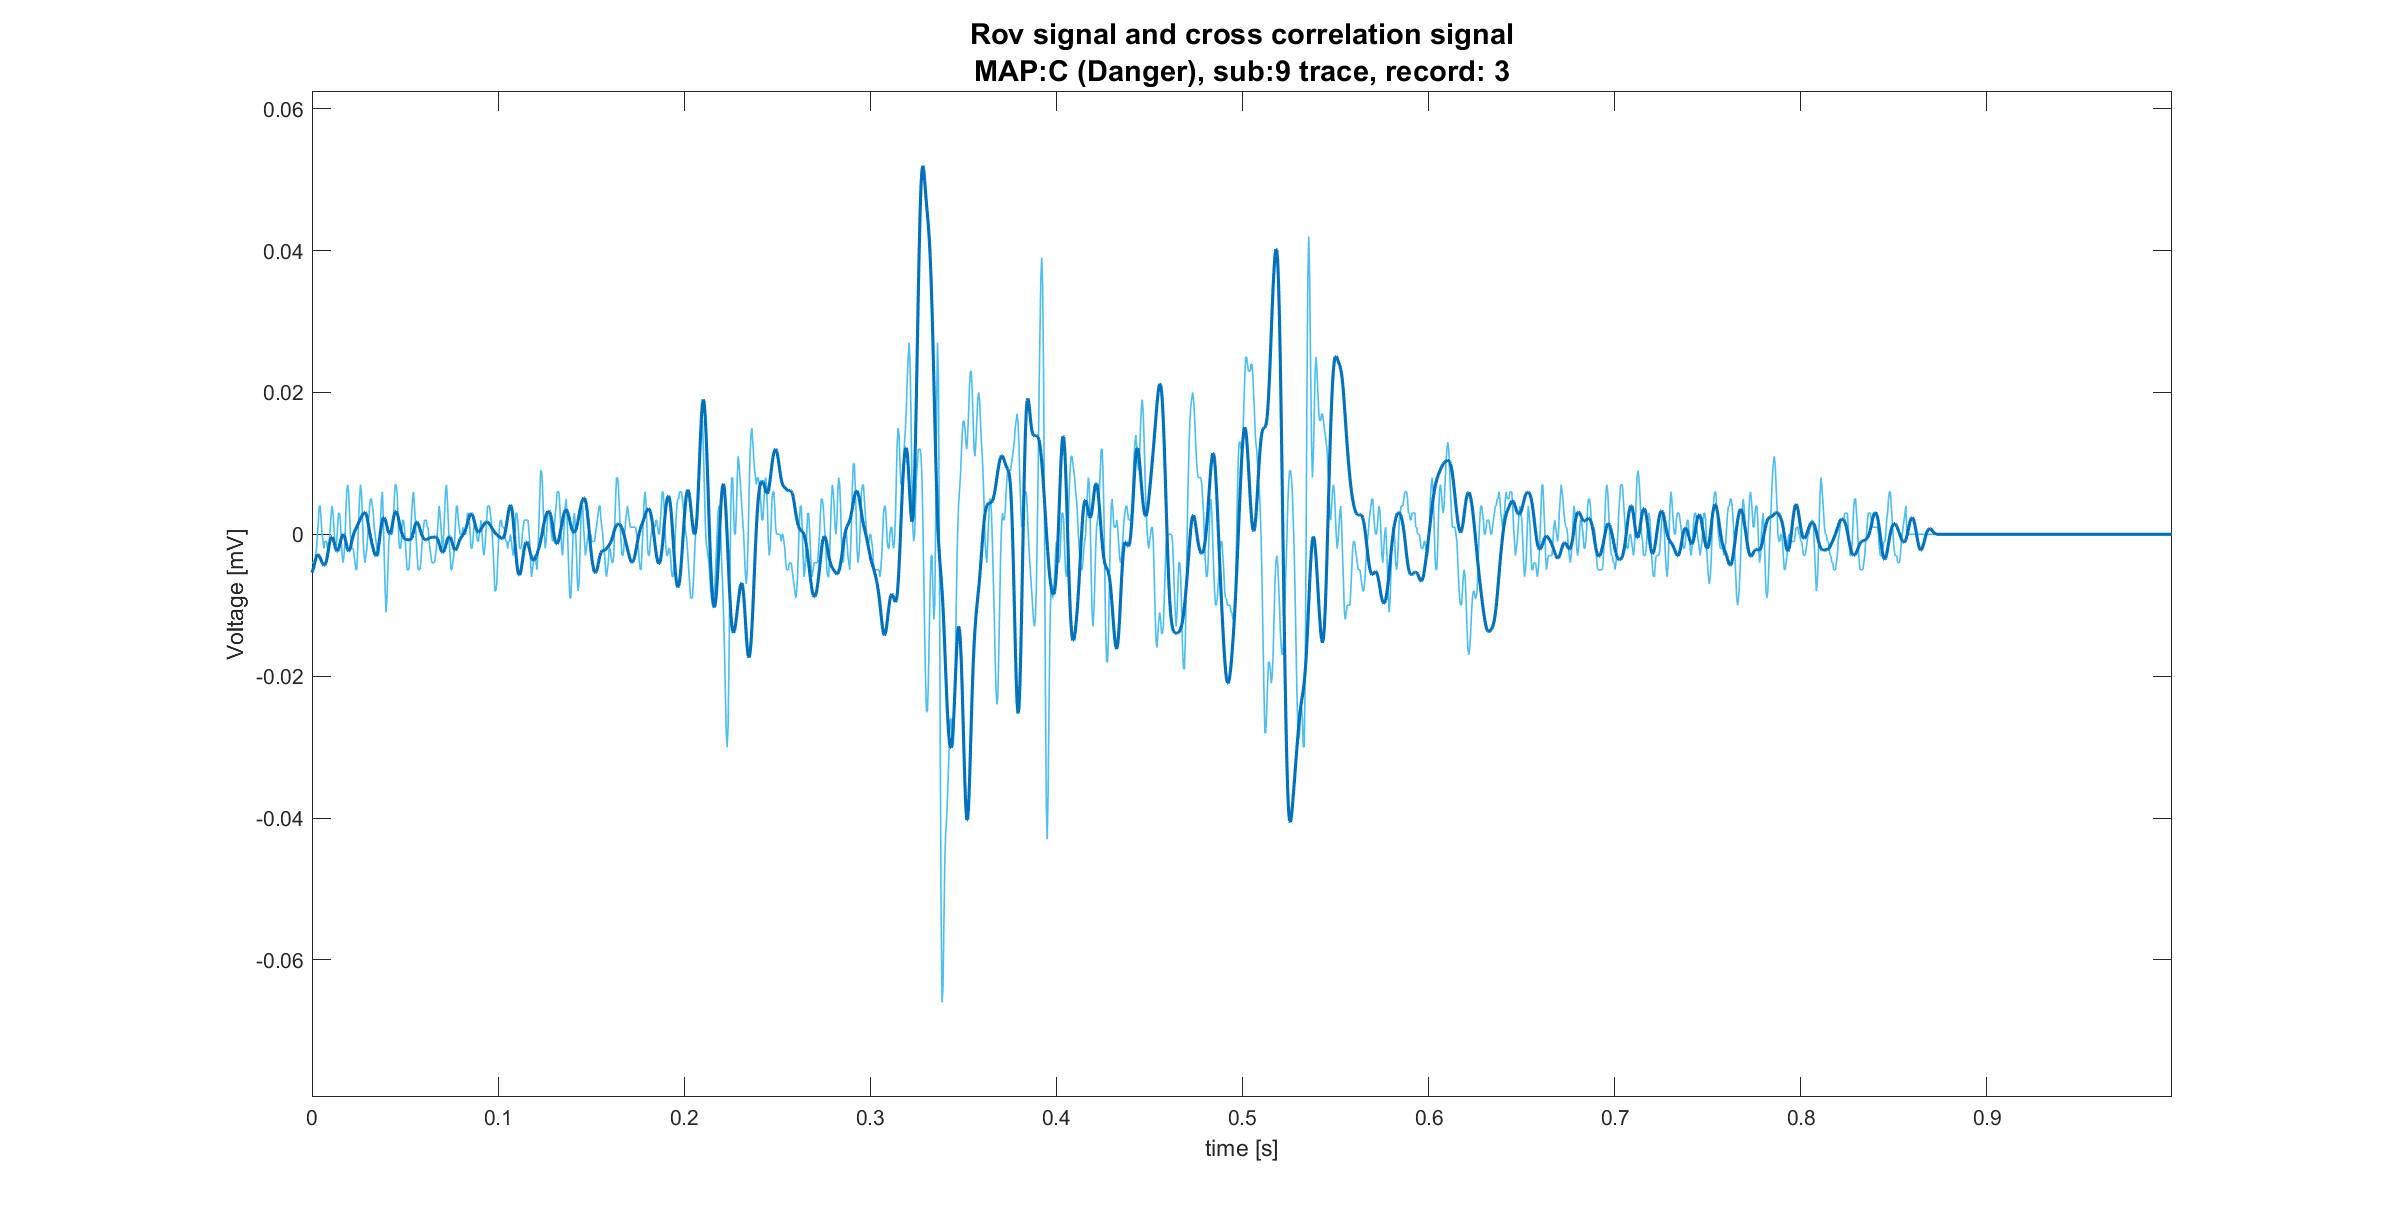 Rov signal and cross correlation signal
MAP:C (Danger), sub:9 trace, record: 3
0.06
0.04
0.02
0
-0.02
-0.04
-0.06
Voltage [mV]
0 0.1 0.2 0.3 0.4 0.5 0.6 0.7 0.8 0.9
time [s]